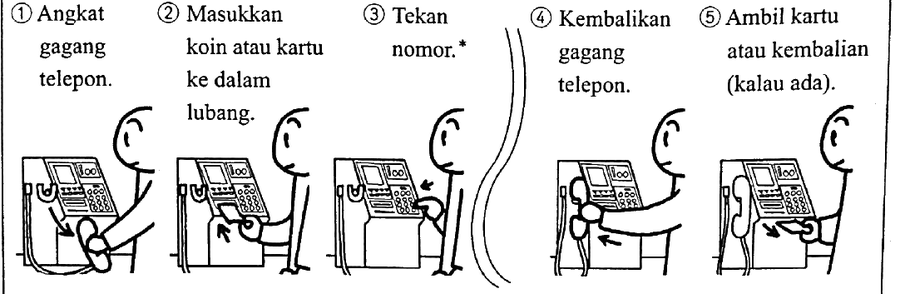 ① Angkat
gagang
telepon.
② Masukkan
koin atau kartu
ke dalam
lubang.
③ Tekan
nomor.*
④ Kembalikan
gagang
telepon.
⑤ Ambil kartu
atau kembalian
(kalau ada).